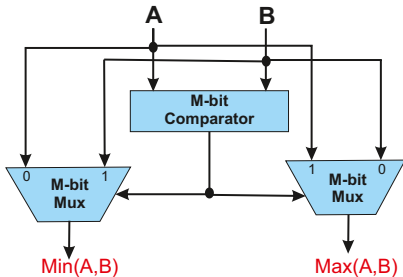 A B
M-bit
Comparator
0 1
M-bit
Mux
1 0
M-bit
Mux
Min(A,B)
Max(A,B)